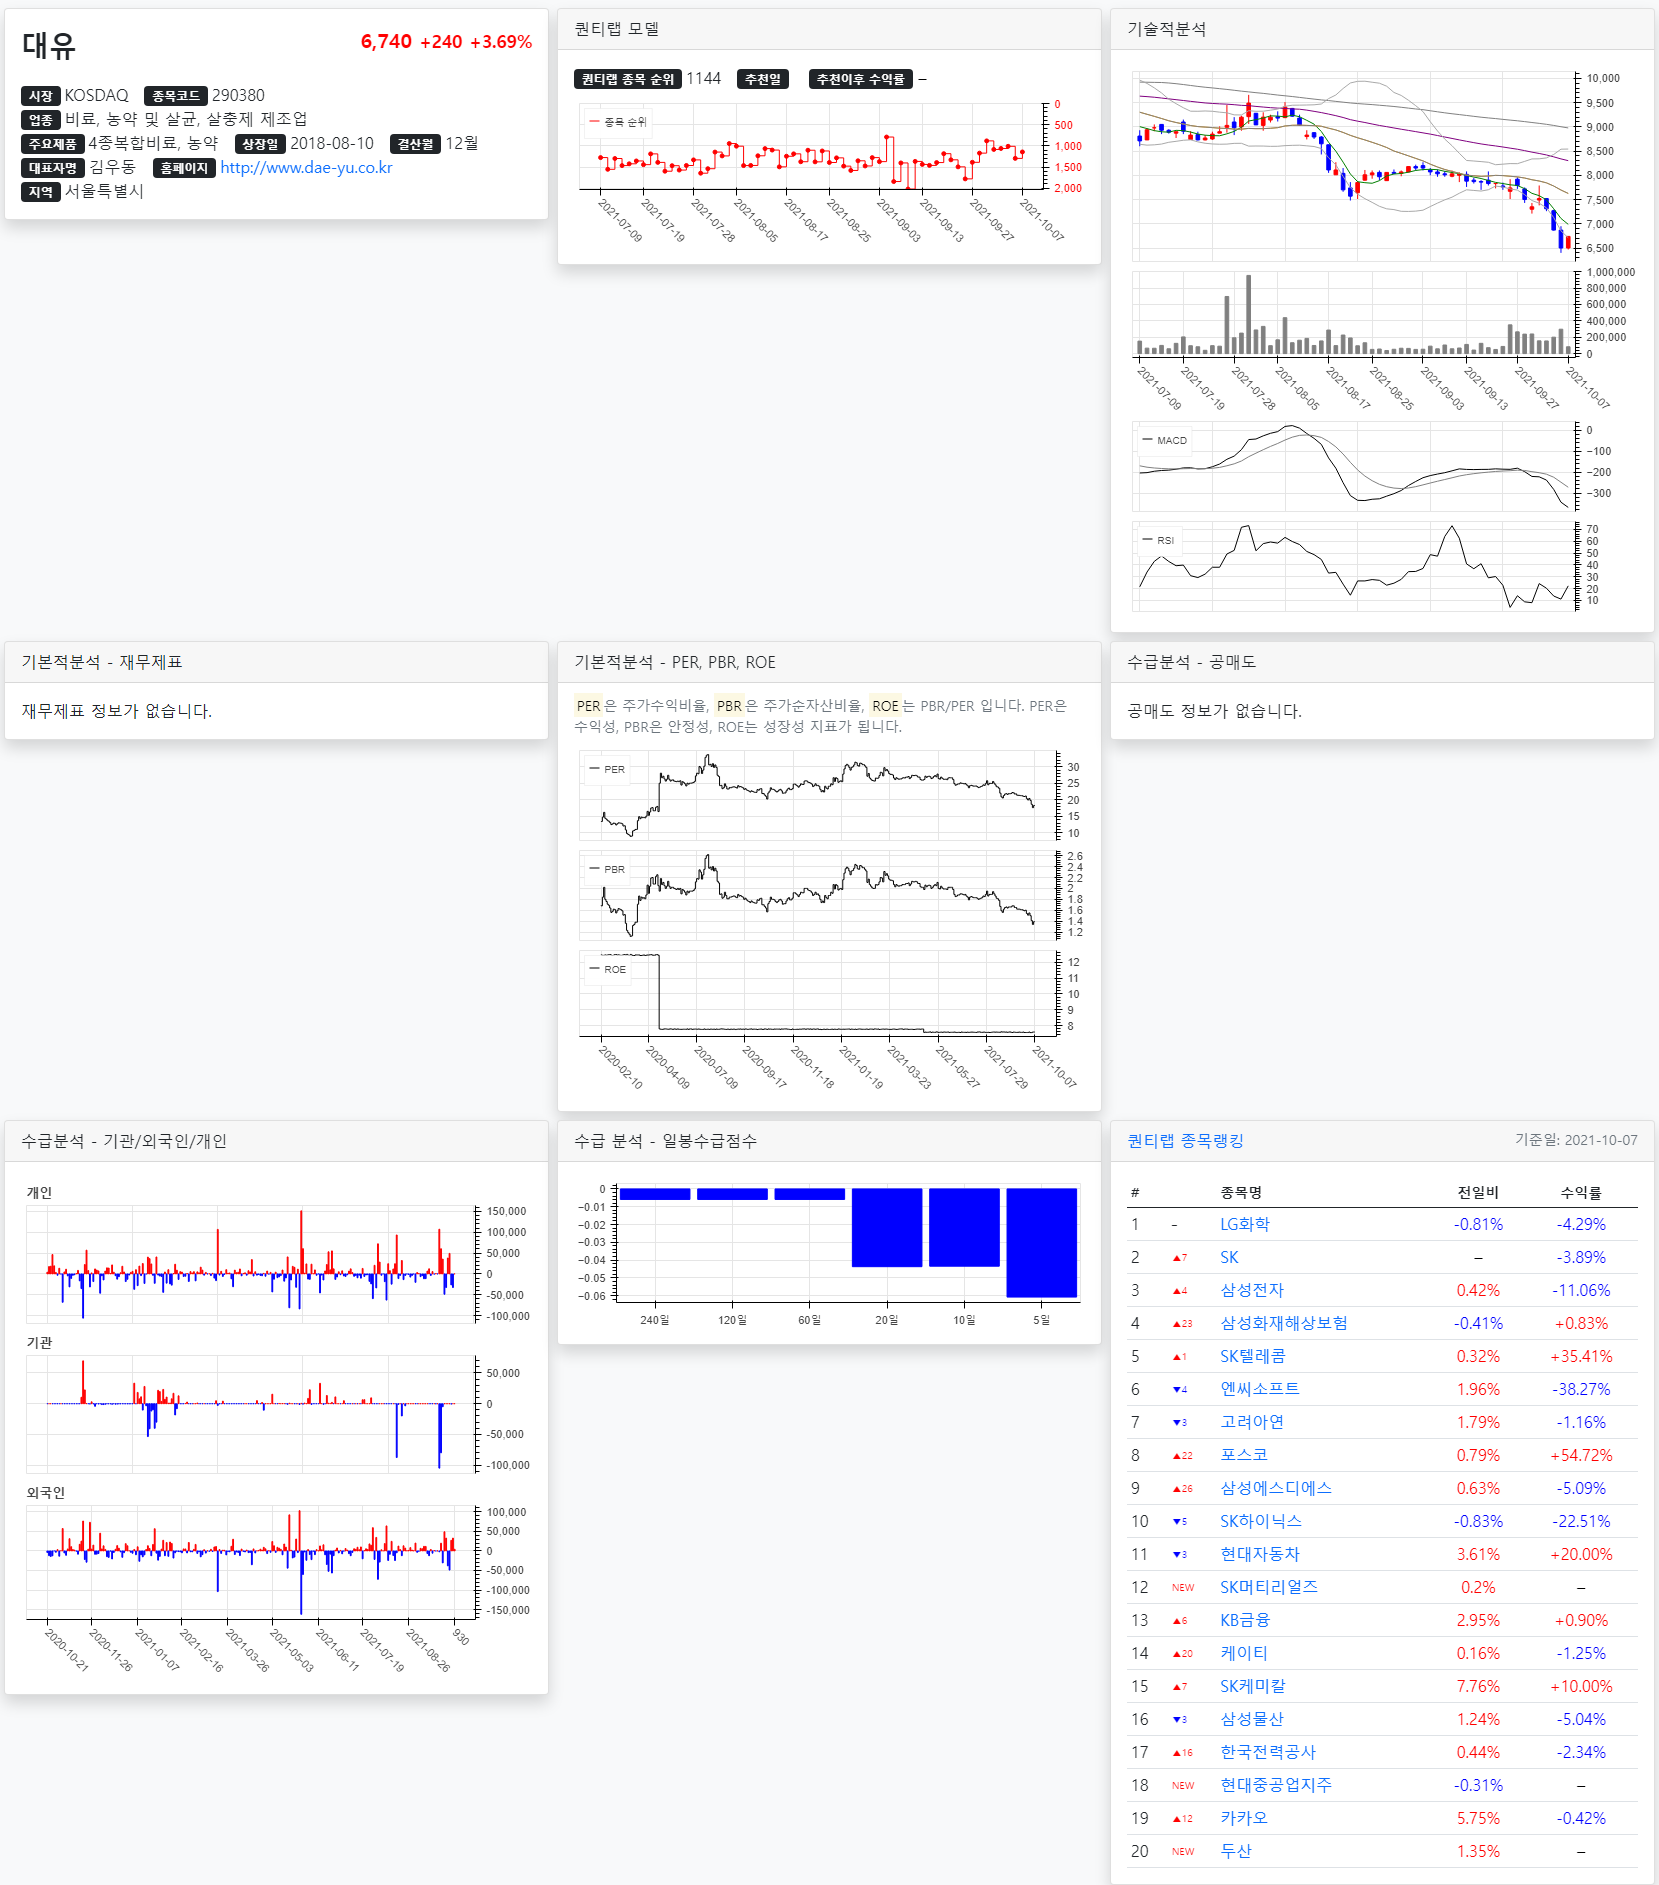 대유
6,740 +240 +3.69%
시장 KOSDAQ 종목코드 290380
업종 비료, 농약 및 살균, 살충제 제조업
주요제품 4종복합비료, 농약 상장일 2018-08-10 결산월 12월
대표자명 김우동 홈페이지 http://www.dae-yu.co.kr
지역 서울특별시
퀀티랩 모델
퀀티랩 종목 순위 1144 추천일 추천이후 수익률 –
종목 순위
0
500
1,000
1,500
2,000
2021-07-09
2021-07-19
2021-07-28
2021-08-05
2021-08-17
2021-08-25
2021-09-03
2021-09-13
2021-09-27
2021-10-07
기술적분석
10,000
9,500
9,000
8,500
8,000
7,500
7,000
6,500
1,000,000
800,000
600,000
400,000
200,000
0
2021-07-09
2021-07-19
2021-07-28
2021-08-05
2021-08-17
2021-08-25
2021-09-03
2021-09-13
2021-09-27
2021-10-07
MACD
0
−100
−200
−300
RSI
70
60
50
40
30
20
10
기본적분석 - 재무제표
재무제표 정보가 없습니다.
기본적분석 - PER, PBR, ROE
PER은 주가수익비율, PBR은 주가순자산비율, ROE는 PBR/PER 입니다. PER은
수익성, PBR은 안정성, ROE는 성장성 지표가 됩니다.
PER
30
25
20
15
10
PBR
2.6
2.4
2.2
2
1.8
1.6
1.4
1.2
ROE
12
11
10
9
8
2020-02-10
2020-04-09
2020-07-09
2020-09-17
2020-11-18
2021-01-19
2021-03-23
2021-05-27
2021-07-29
2021-10-07
수급분석 - 공매도
공매도 정보가 없습니다.
수급분석 - 기관/외국인/개인
개인
150,000
100,000
50,000
0
-50,000
-100,000
기관
50,000
0
-50,000
-100,000
외국인
100,000
50,000
0
-50,000
-100,000
-150,000
2020-10-21
2020-11-26
2021-01-07
2021-02-16
2021-03-26
2021-05-03
2021-06-11
2021-07-19
2021-08-26
930
수급 분석 - 일봉수급점수
0
−0.01
−0.02
−0.03
−0.04
−0.05
−0.06
240일 120일 60일 20일 10일 5일
퀀티랩 종목랭킹 기준일: 2021-10-07
# 종목명 전일비 수익률
1 - LG화학 -0.81% -4.29%
2 ▲7 SK – -3.89%
3 ▲4 삼성전자 0.42% -11.06%
4 ▲23 삼성화재해상보험 -0.41% +0.83%
5 ▲1 SK텔레콤 0.32% +35.41%
6 ▼4 엔씨소프트 1.96% -38.27%
7 ▼3 고려아연 1.79% -1.16%
8 ▲22 포스코 0.79% +54.72%
9 ▲26 삼성에스디에스 0.63% -5.09%
10 ▼5 SK하이닉스 -0.83% -22.51%
11 ▼3 현대자동차 3.61% +20.00%
12 NEW SK머티리얼즈 0.2% –
13 ▲6 KB금융 2.95% +0.90%
14 ▲20 케이티 0.16% -1.25%
15 ▲7 SK케미칼 7.76% +10.00%
16 ▼3 삼성물산 1.24% -5.04%
17 ▲16 한국전력공사 0.44% -2.34%
18 NEW 현대중공업지주 -0.31% –
19 ▲12 카카오 5.75% -0.42%
20 NEW 두산 1.35% –